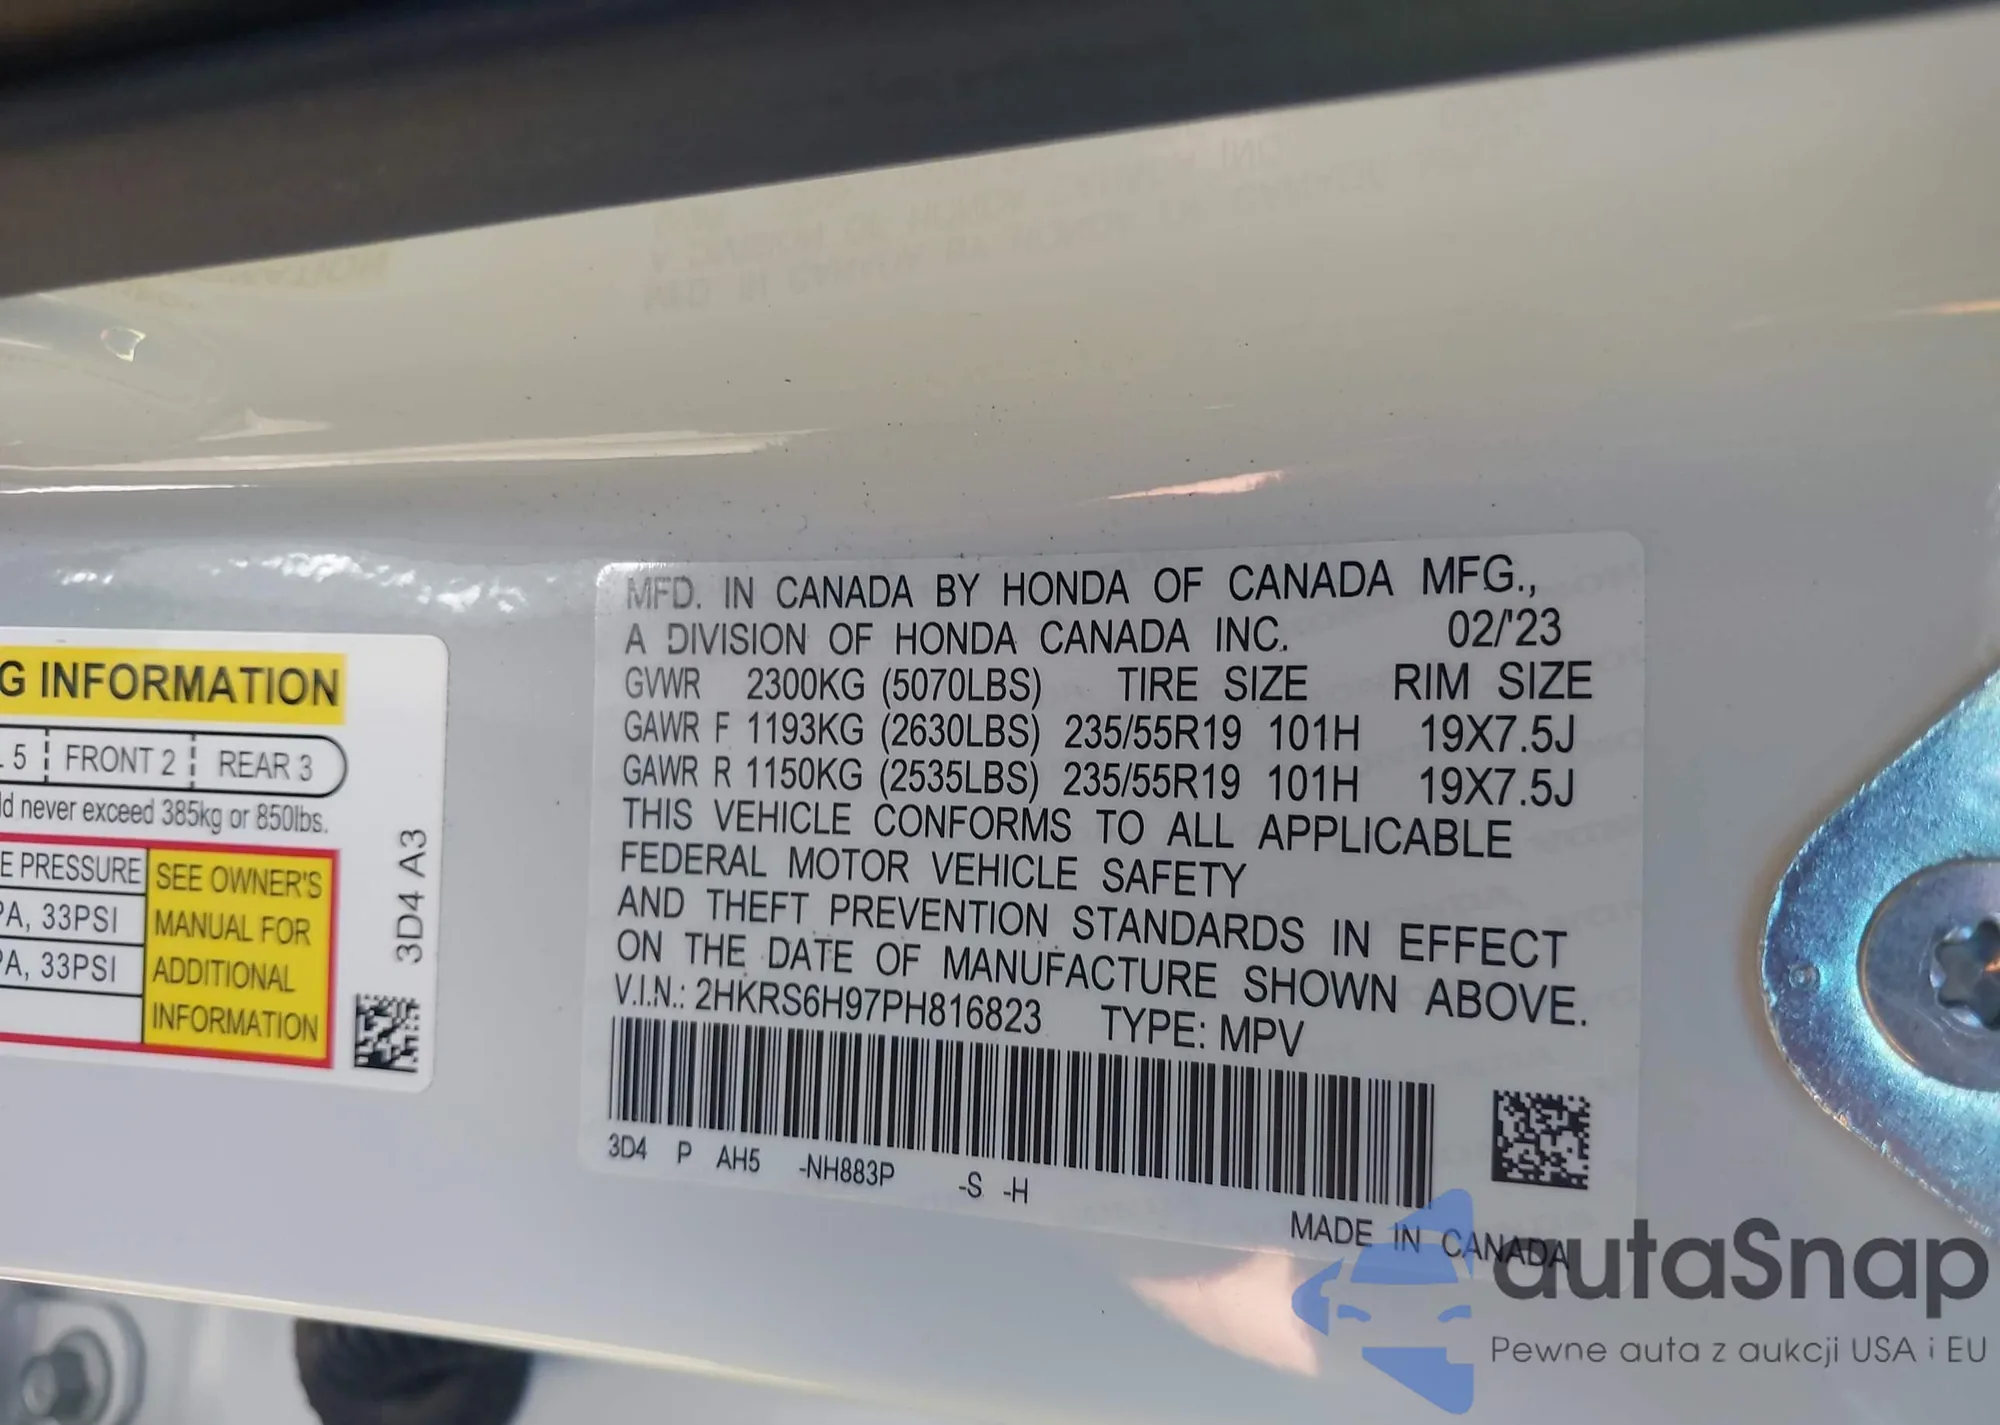 G INFORMATION
5 FRONT 2 REAR 3
never exceed 385kg or 850lbs.
PRESSURE SEE OWNER'S
33PSI MANUAL FOR
33PSI ADDITIONAL
INFORMATION
3D4 A3
MFD. IN CANADA BY HONDA OF CANADA MFG.,
A DIVISION OF HONDA CANADA INC. 02/'23
GVWR 2300KG (5070LBS) TIRE SIZE RIM SIZE
GAWR F 1193KG (2630LBS) 235/55R19 101H 19X7.5J
GAWR R 1150KG (2535LBS) 235/55R19 101H 19X7.5J
THIS VEHICLE CONFORMS TO ALL APPLICABLE
FEDERAL MOTOR VEHICLE SAFETY
AND THEFT PREVENTION STANDARDS IN EFFECT
ON THE DATE OF MANUFACTURE SHOWN ABOVE.
V.I.N.: 2HKRS6H97PH816823 TYPE: MPV
3D4 P AH5 -NH883P -S -H
MADE IN CANADA
autaSnap
Pewne auta z aukcji USA i EU